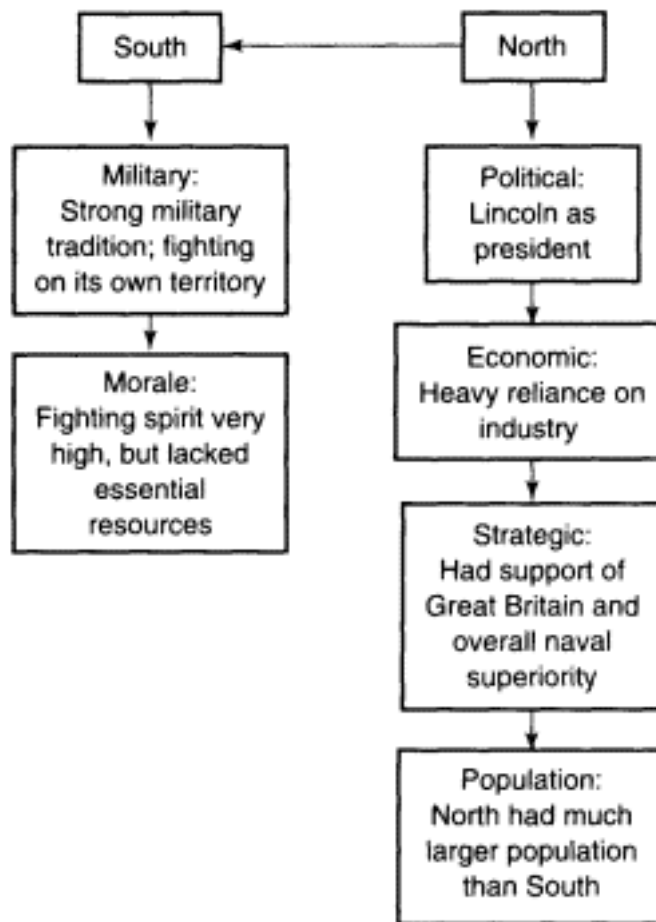 South
North
Military:
Strong military
tradition; fighting
on its own territory
Morale:
Fighting spirit very
high, but lacked
essential
resources
Political:
Lincoln as
president
Economic:
Heavy reliance on
industry
Strategic:
Had support of
Great Britain and
overall naval
superiority
Population:
North had much
larger population
than South